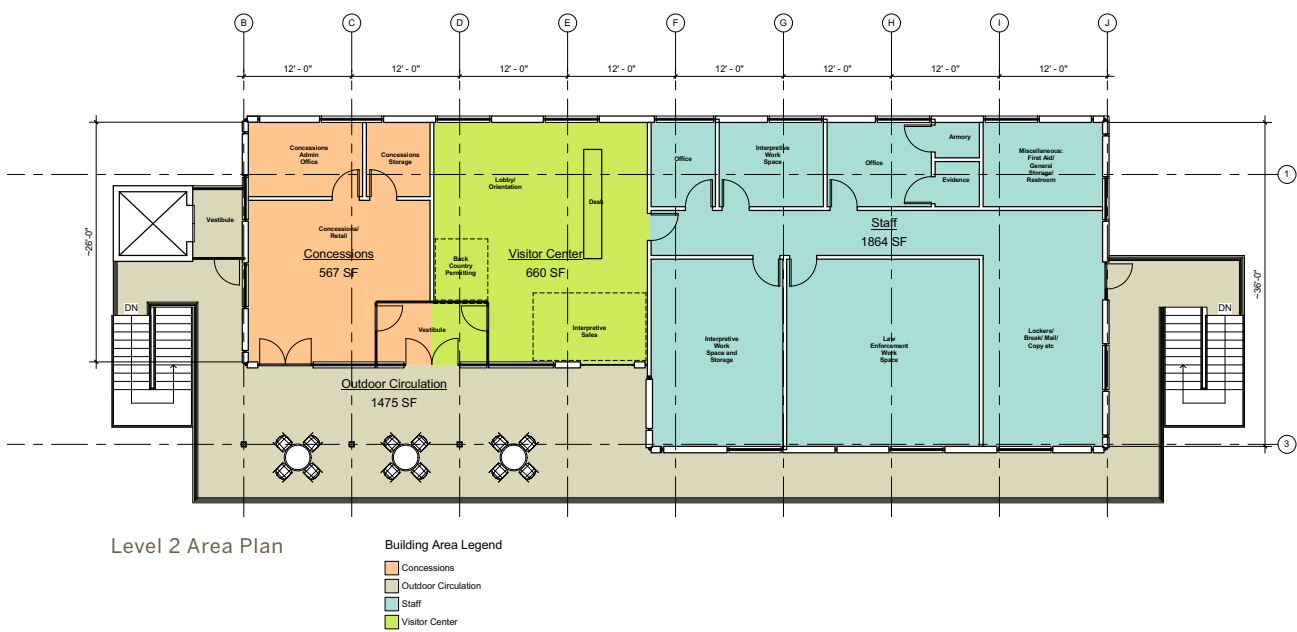 B C D E F G H I J
12' - 0" 12' - 0" 12' - 0" 12' - 0" 12' - 0" 12' - 0" 12' - 0" 12' - 0"
Concessions
Admin
Office
Concessions
Storage
Lobby/
Orientation
Desk
Office
Interpretive
Work
Space
Office
Armory
Evidence
Miscellaneous:
First Aid/
General
Storage/
Restroom
1
Vestibule
~26'-0"
Concessions/
Retail
Concessions
567 SF
Back
Country
Permitting
Visitor Center
660 SF
Staff
1864 SF
~36'-0"
DN
Vestibule
Interpretive
Sales
Interpretive
Work
Space and
Storage
Law
Enforcement
Work
Space
Lockers/
Break/ Mail/
Copy etc
DN
Outdoor Circulation
1475 SF
3
Level 2 Area Plan
Building Area Legend
Concessions
Outdoor Circulation
Staff
Visitor Center